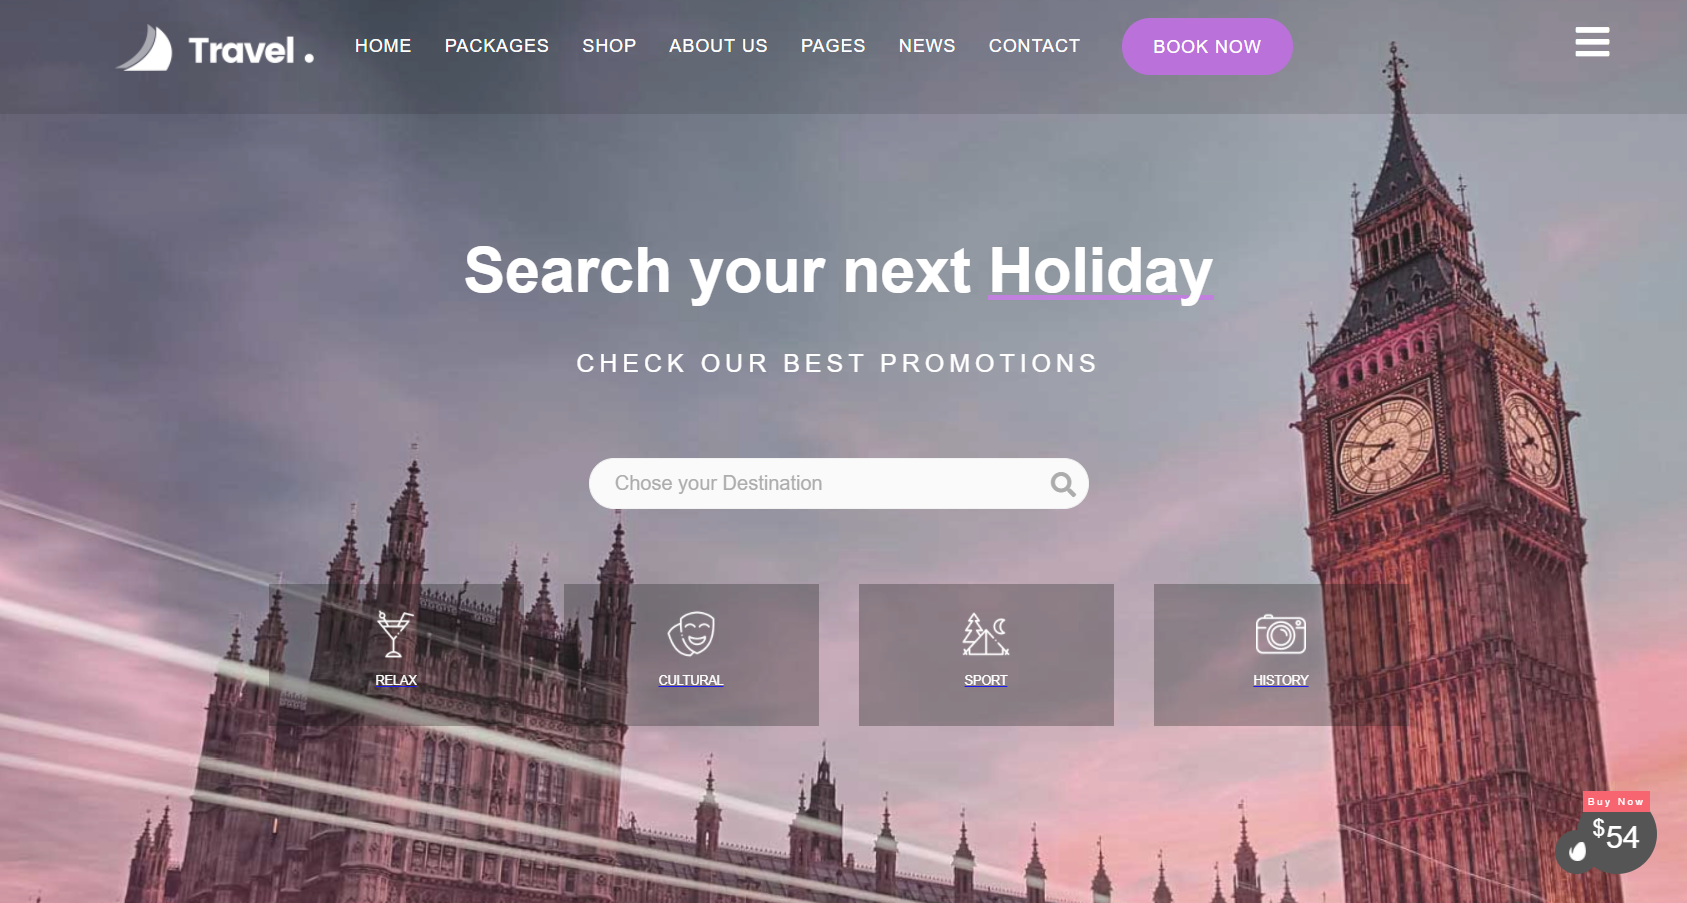 Travel .
HOME PACKAGES SHOP ABOUT US PAGES NEWS CONTACT BOOK NOW
Search your next Holiday
CHECK OUR BEST PROMOTIONS
Chose your Destination
RELAX CULTURAL SPORT HISTORY
Buy Now
$54